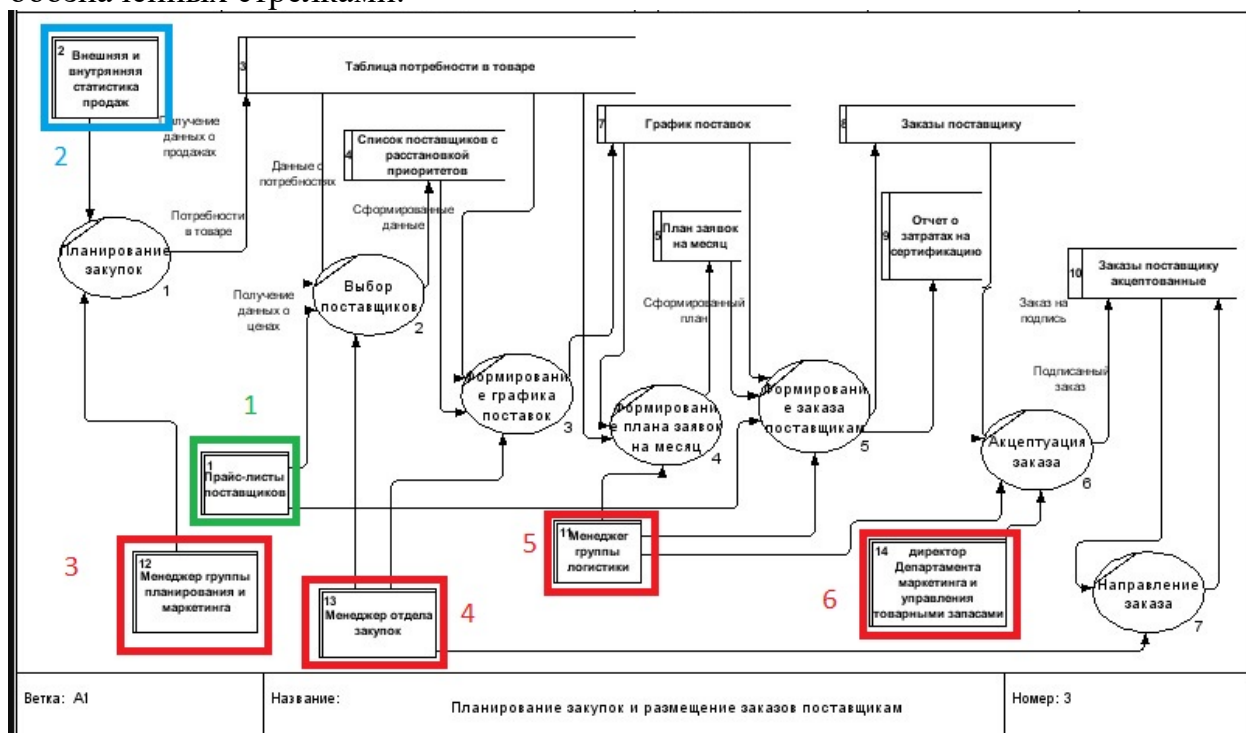 обозначенных стрелками.
2
Внешняя и
внутрянняя
статистика
продаж
3
Таблица потребности в товаре
2
Получение
данных о
продажах
Данные о
потребностях
4
Список поставщиков с
расстановкой
приоритетов
7
График поставок
8
Заказы поставщику
Потребности
в товаре
Сформированные
данные
5
План заявок
на месяц
9
Отчет о
затратах на
сертификацию
Планирование
закупок
1
Получение
данных о
ценах
Выбор
поставщиков
2
Сформированный
план
10
Заказы поставщику
акцептованные
Заказ на
подпись
Подписанный
заказ
Формировани
е графика
поставок
3
Формировани
е плана заявок
на месяц
4
Формирование
е заказа
поставщикам
5
Акцептуация
заказа
6
1
1
Прайс-листы
поставщиков
3
12
Менеджер группы
планирования и
маркетинга
13
Менеджер отдела
закупок
4
5
11
Менеджер
группы
логистики
6
14
директор
Департамента
маркетинга и
управления
товарными запасами
Направление
заказа
7
Ветка: A1
Название:
Планирование закупок и размещение заказов поставщикам
Номер: 3